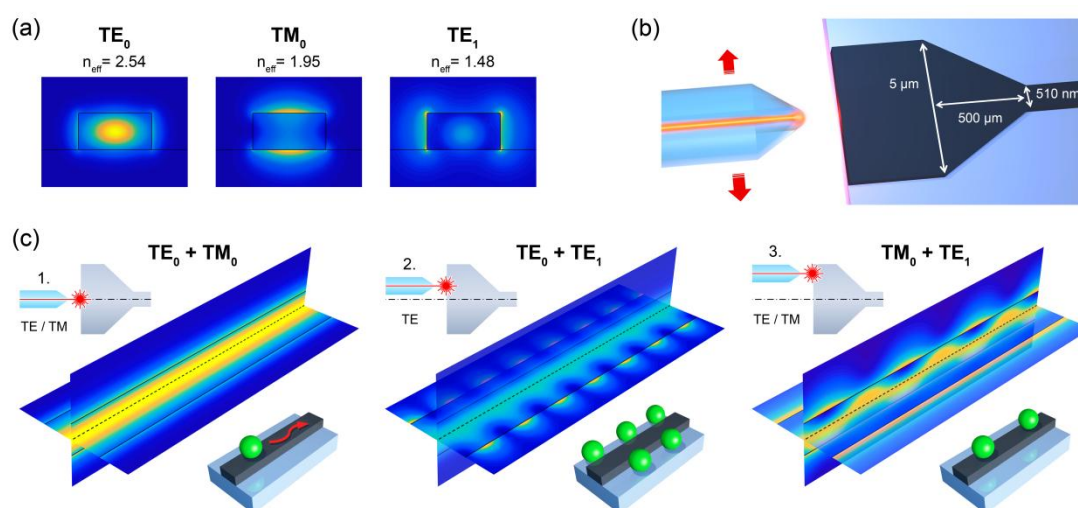 (a)
TE0
neff= 2.54
TM0
neff= 1.95
TE1
neff= 1.48
(b)
5 µm
510 nm
500 µm
(c)
TE0 + TM0
1.
TE / TM
TE0 + TE1
2.
TE
TM0 + TE1
3.
TE / TM